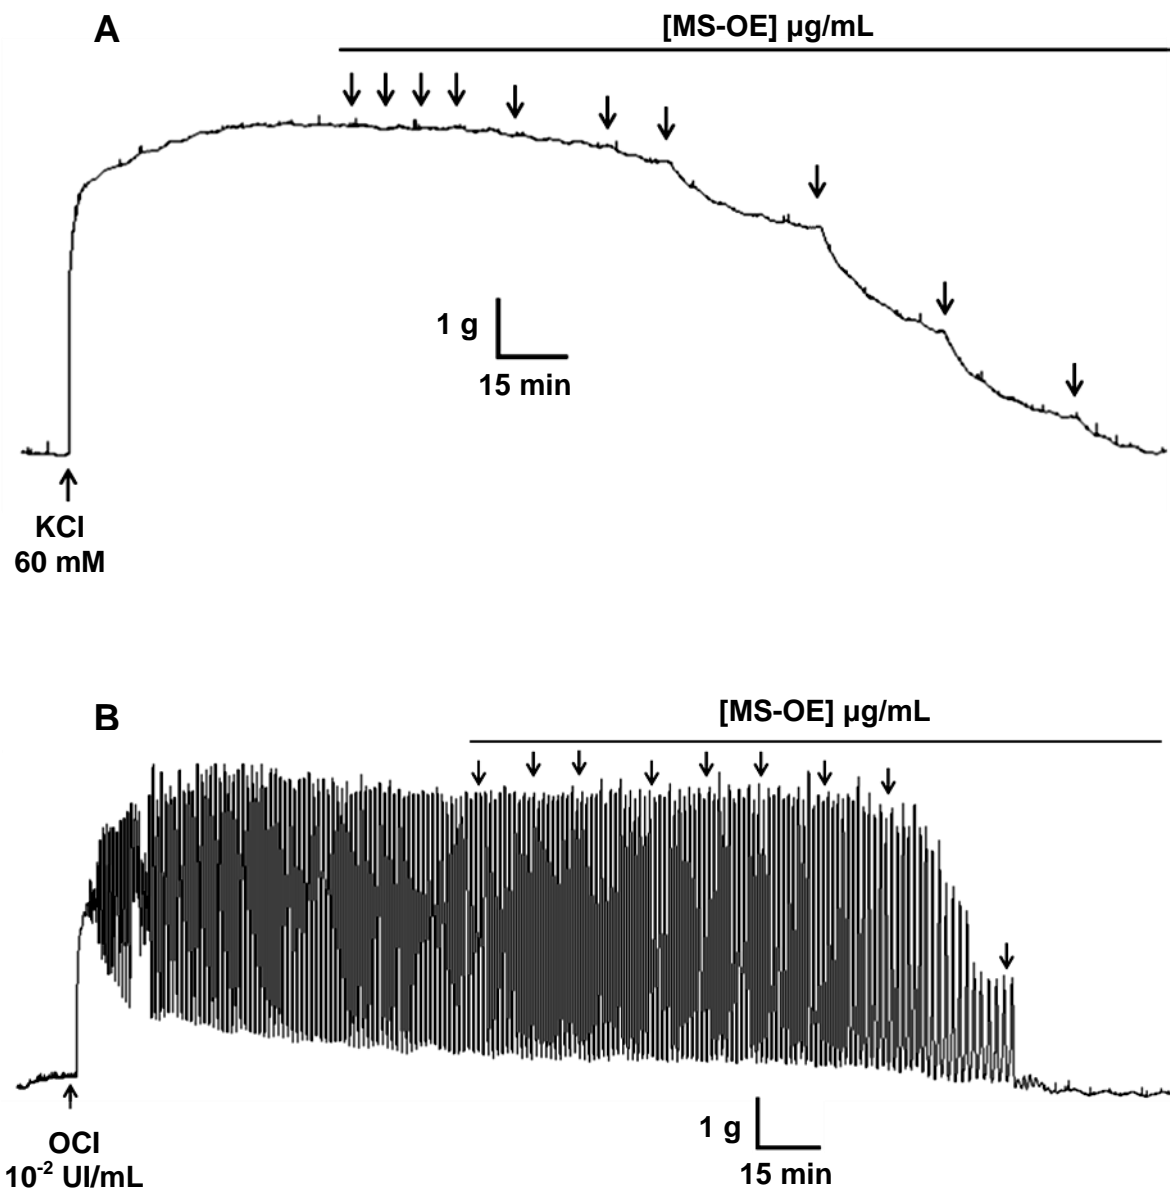 A
[MS-OE] µg/mL
1 g
15 min
KCl
60 mM
B
[MS-OE] µg/mL
1 g
15 min
OCI
10⁻² UI/mL